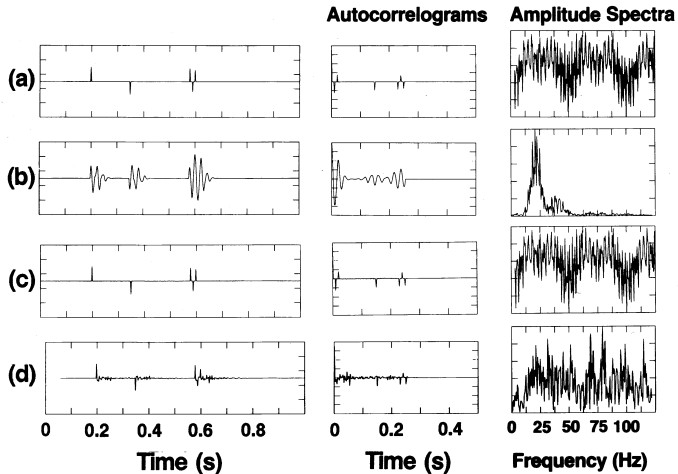 Autocorrelograms Amplitude Spectra
(a)
(b)
(c)
(d)
0 0.2 0.4 0.6 0.8 0 0.2 0.4 0 25 50 75 100
Time (s) Time (s) Frequency (Hz)